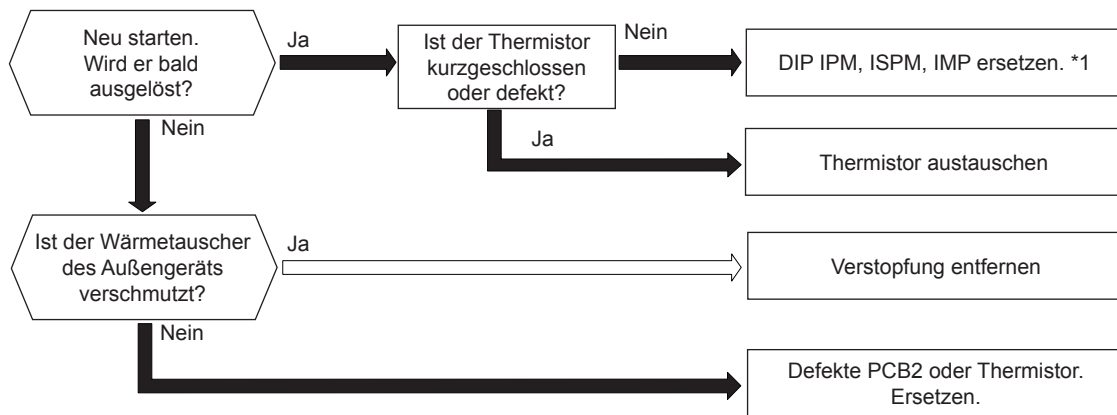 Neu starten.
Wird er bald
ausgelöst?
Ja
Ist der Thermistor
kurzgeschlossen
oder defekt?
Nein
DIP IPM, ISPM, IMP ersetzen. *1
Nein
Ja
Thermistor austauschen
Ist der Wärmetauscher
des Außengeräts
verschmutzt?
Ja
Verstopfung entfernen
Nein
Defekte PCB2 oder Thermistor.
Ersetzen.